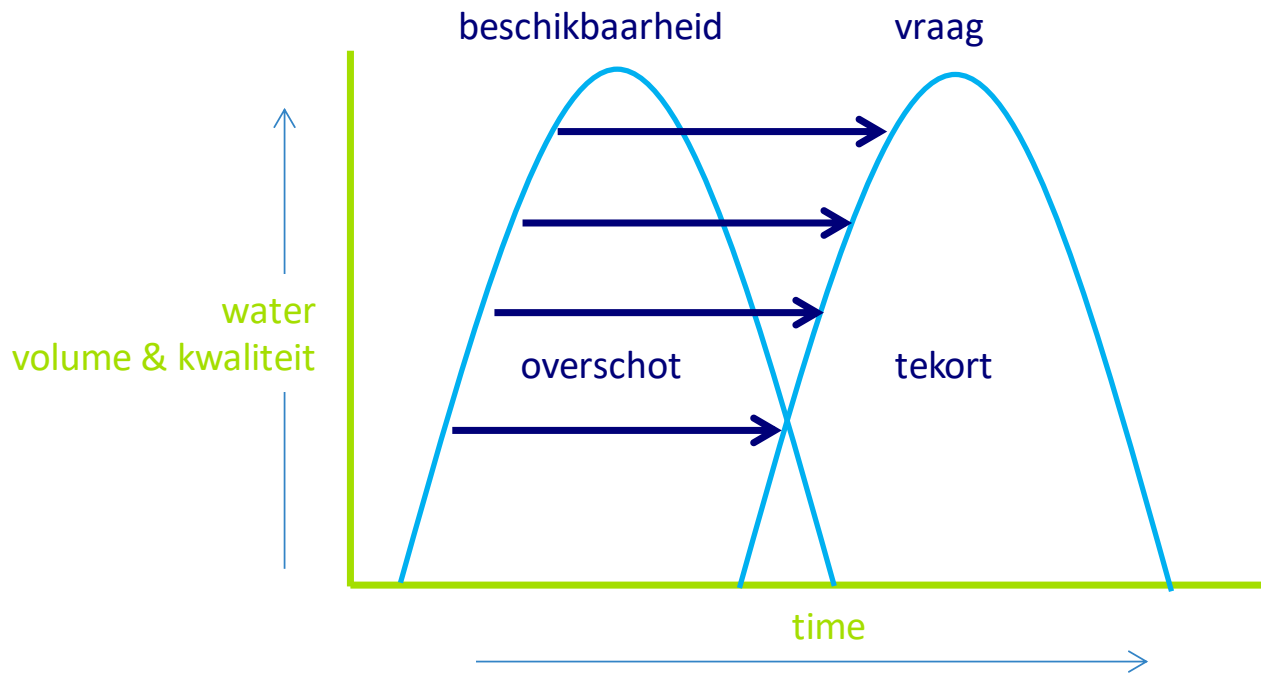 beschikbaarheid
vraag
water
volume & kwaliteit
overschot
tekort
time